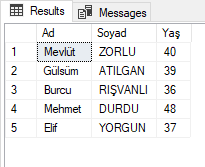 Results Messages
Ad Soyad Yaş
1 Mevlüt ZORLU 40
2 Gülsüm ATILGAN 39
3 Burcu RIŞVANLI 36
4 Mehmet DURDU 48
5 Elif YORGUN 37